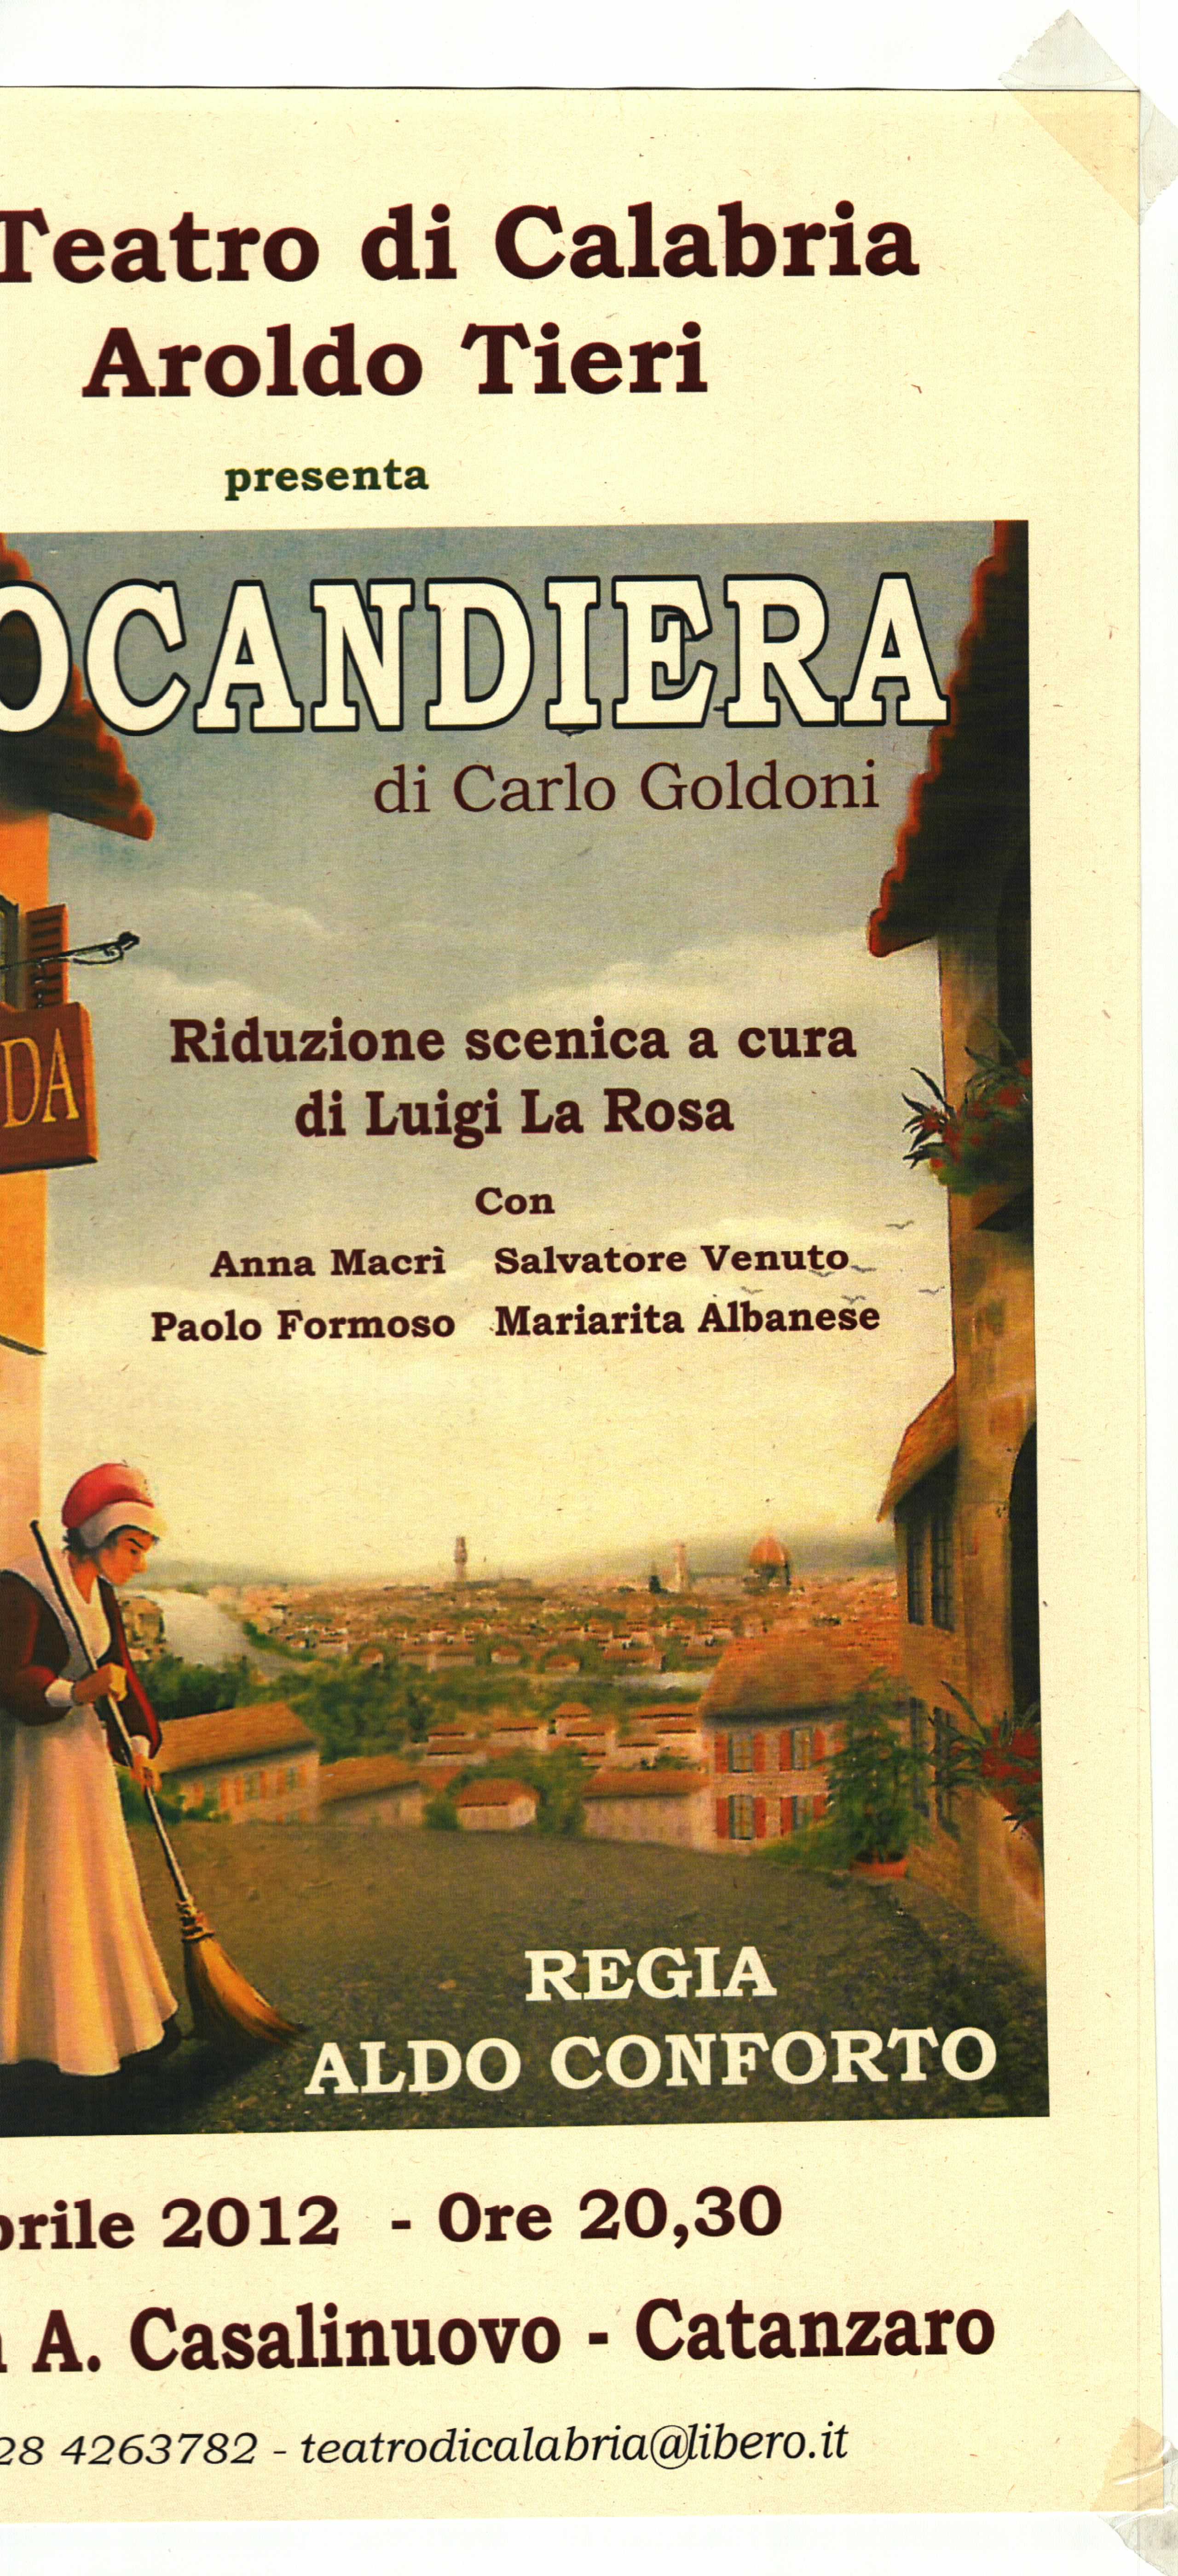 Teatro di Calabria
Aroldo Tieri
presenta
OCANDIERA
di Carlo Goldoni
DA
Riduzione scenica a cura
di Luigi La Rosa
Con
Anna Macrì Salvatore Venuto
Paolo Formoso Mariarita Albanese
REGIA
ALDO CONFORTO
prile 2012 - Ore 20,30
A. Casalinuovo - Catanzaro
28 4263782 - teatrodicalabria@libero.it